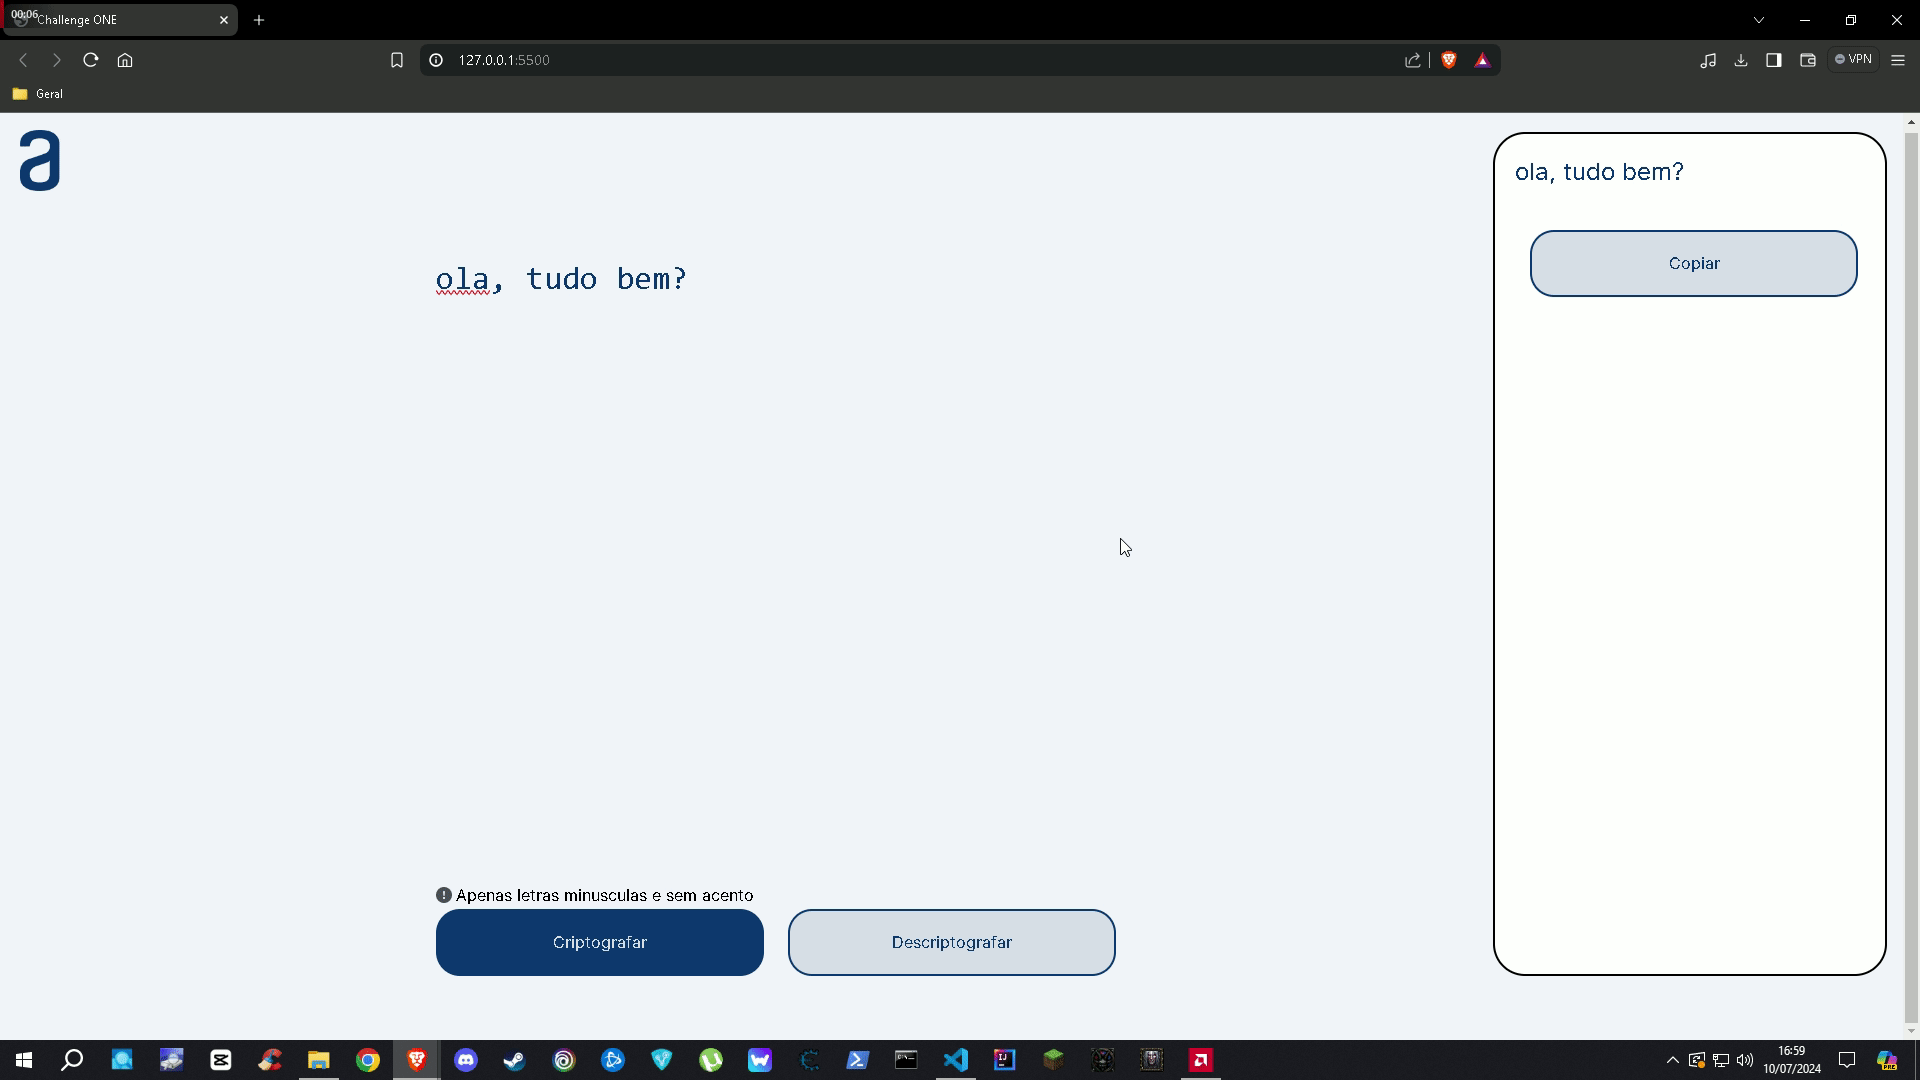 00:06
Challenge ONE
127.0.0.1:5500
VPN
Geral
a
ola, tudo bem?
Copiar
ola, tudo bem?
Apenas letras minusculas e sem acento
Criptografar
Descriptografar
16:59
10/07/2024